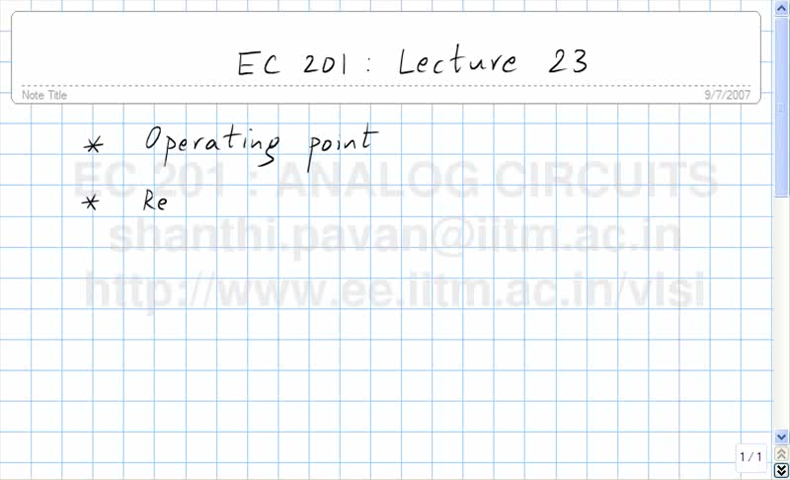 EC 201 : Lecture 23
Note Title
9/7/2007
* Operating point
EC 201 : ANALOG CIRCUITS
* Re
shanthi.pavan@iitm.ac.in
http://www.ee.iitm.ac.in/vlsi
1 / 1